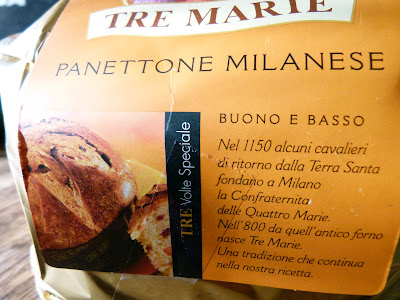 TRE MARIE
PANETTONE MILANESE
BUONO E BASSO
Nel 1150 alcuni cavalieri
di ritorno dalla Terra Santa
fondano a Milano
la Confraternita
delle Quattro Marie.
Nell'800 da quell'antico forno
nasce Tre Marie.
Una tradizione che continua
nella nostra ricetta.
TRE Volte Speciale